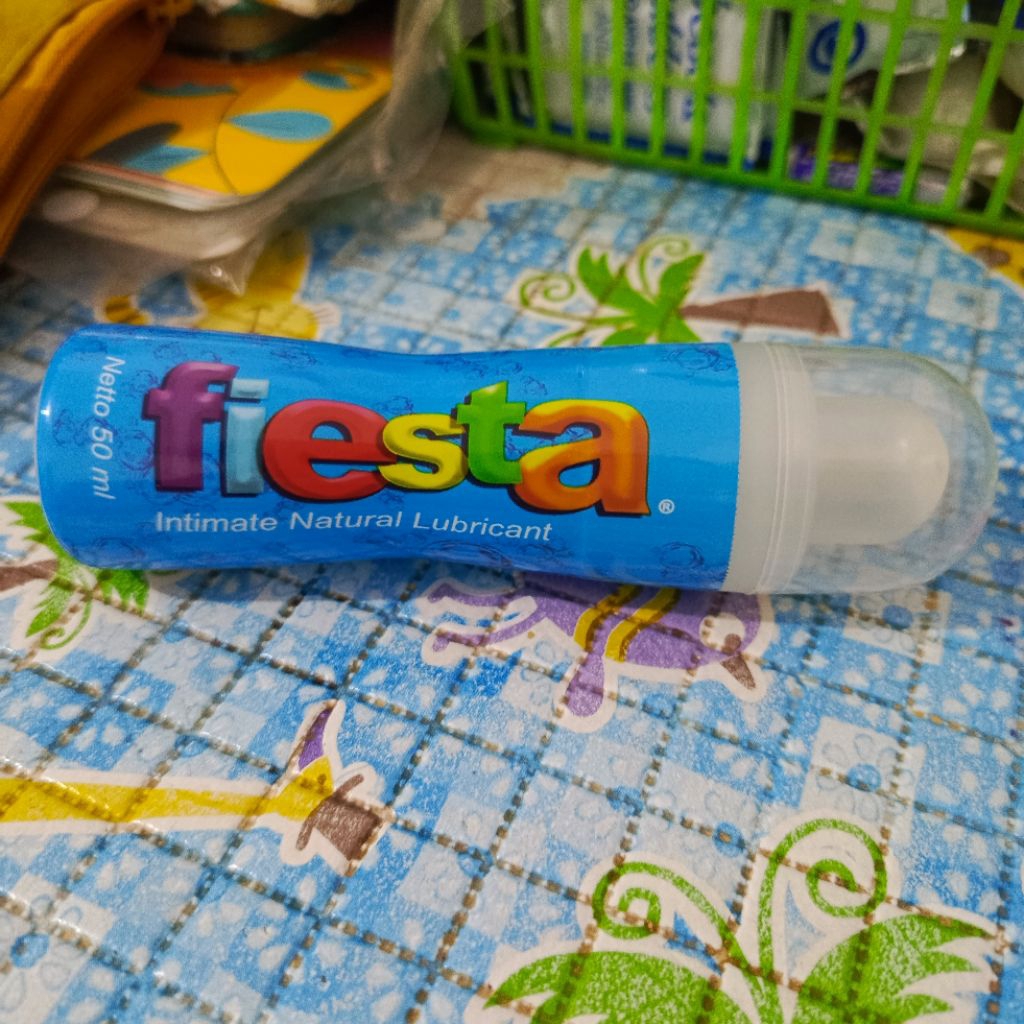 Netto 50 ml
fiesta®
Intimate Natural Lubricant